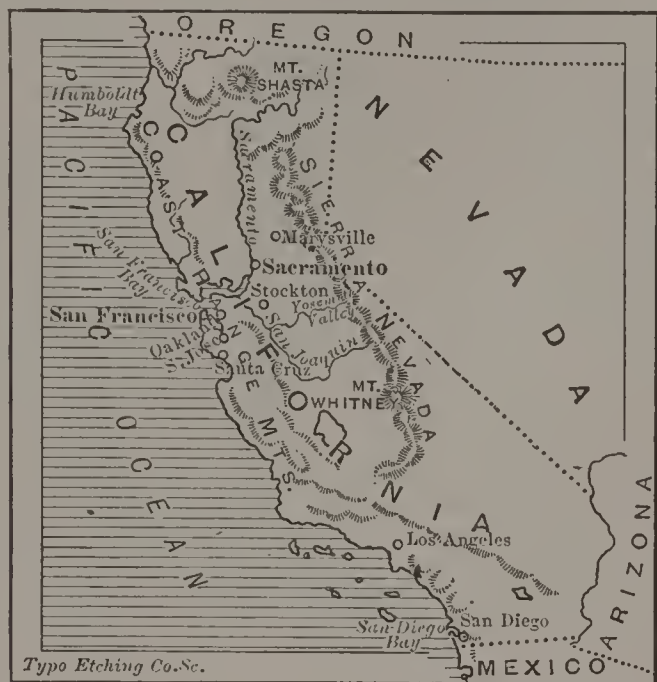 OREGON
PACIFIC OCEAN
Humboldt
Bay
MT.
SHASTA
NEVADA
CALIFORNIA
COAST RANGE MTS
Sacramento
SIERRA NEVADA
Marysville
Sacramento
San Francisco
Bay
Stockton
Yosemite
Valley
San Francisco
San Joaquin
Oakland
S. Jose
Santa Cruz
MT.
WHITNEY
Los Angeles
ARIZONA
San Diego
San Diego
Bay
MEXICO
Typo Etching Co. Sc.